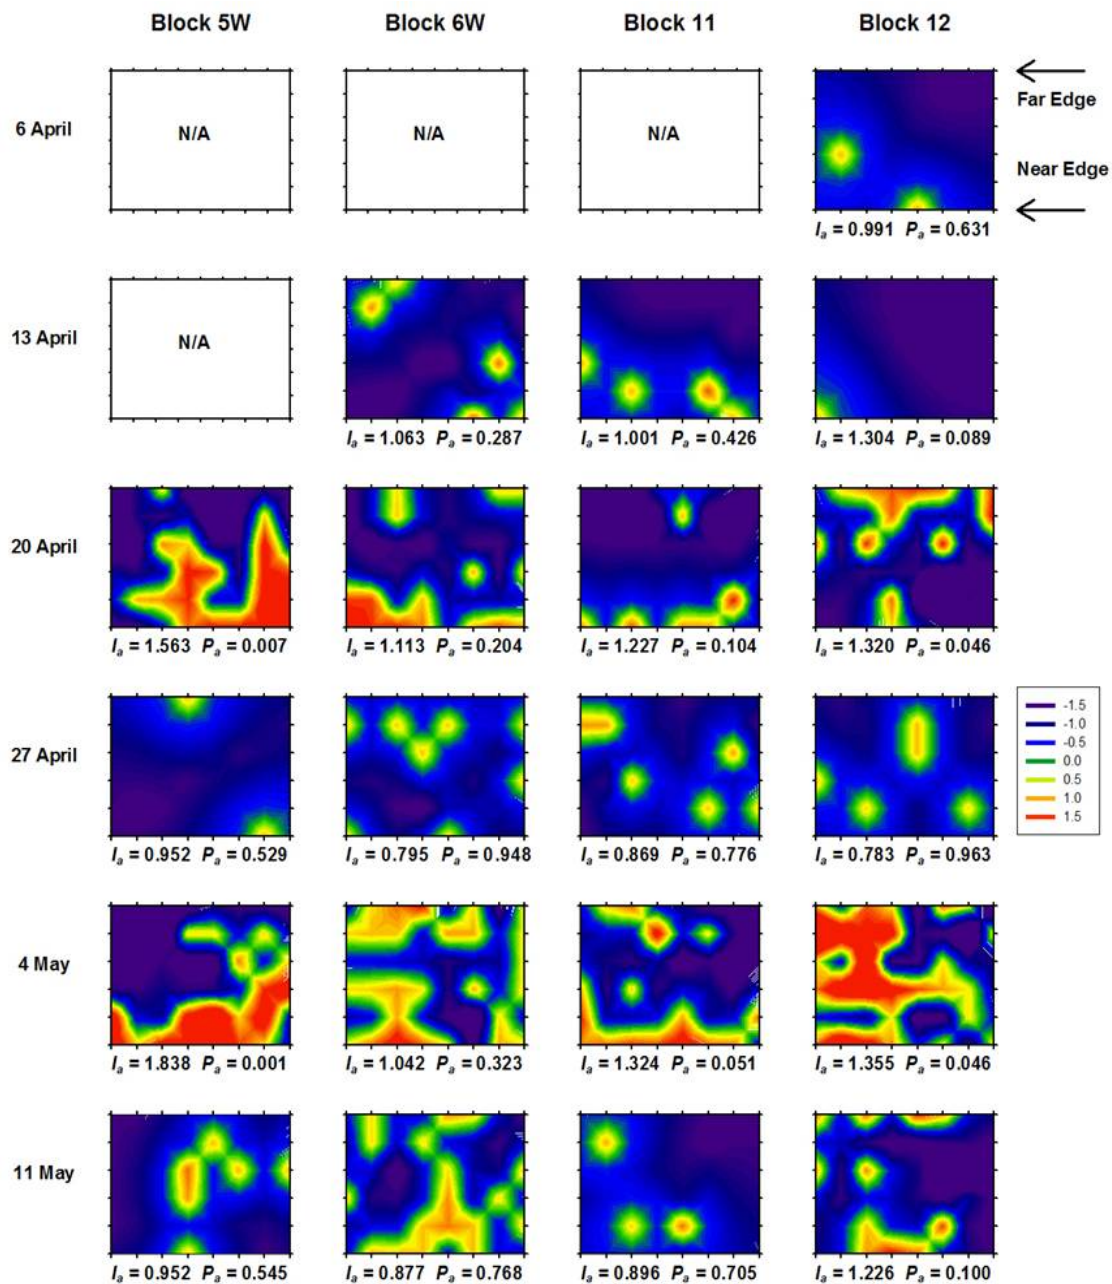 Block 5W Block 6W Block 11 Block 12
6 April N/A N/A N/A Far Edge
Near Edge
Ia = 0.991 Pa = 0.631
13 April N/A
Ia = 1.063 Pa = 0.287 Ia = 1.001 Pa = 0.426 Ia = 1.304 Pa = 0.089
20 April
Ia = 1.563 Pa = 0.007 Ia = 1.113 Pa = 0.204 Ia = 1.227 Pa = 0.104 Ia = 1.320 Pa = 0.046
27 April
-1.5
-1.0
-0.5
0.0
0.5
1.0
1.5
Ia = 0.952 Pa = 0.529 Ia = 0.795 Pa = 0.948 Ia = 0.869 Pa = 0.776 Ia = 0.783 Pa = 0.963
4 May
Ia = 1.838 Pa = 0.001 Ia = 1.042 Pa = 0.323 Ia = 1.324 Pa = 0.051 Ia = 1.355 Pa = 0.046
11 May
Ia = 0.952 Pa = 0.545 Ia = 0.877 Pa = 0.768 Ia = 0.896 Pa = 0.705 Ia = 1.226 Pa = 0.100